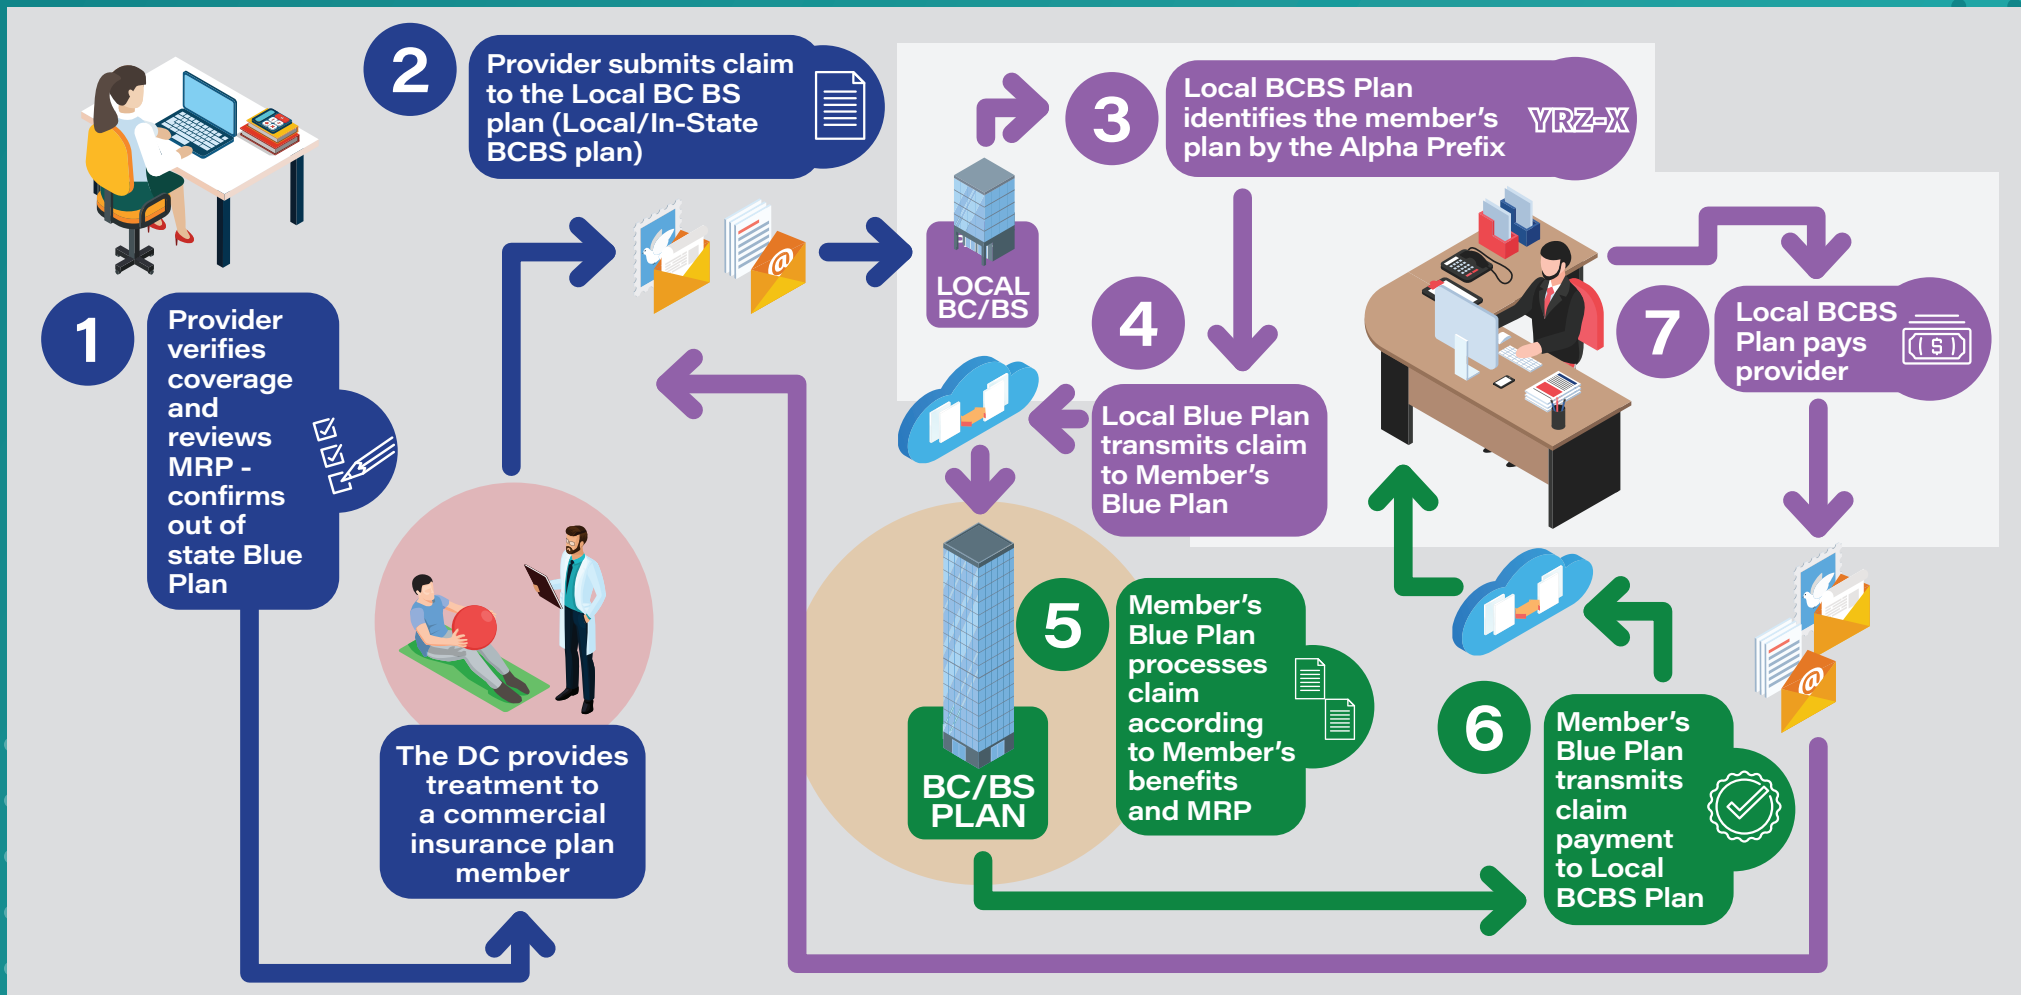 1
Provider
verifies
coverage
and
reviews
MRP -
confirms
out of
state Blue
Plan
The DC provides
treatment to
a commercial
insurance plan
member
2
Provider submits claim
to the Local BC BS
plan (Local/In-State
BCBS plan)
@
LOCAL
BC/BS
3
Local BCBS Plan
identifies the member's
plan by the Alpha Prefix
YRZ-X
4
Local Blue Plan
transmits claim
to Member's
Blue Plan
BC/BS
PLAN
5
Member's
Blue Plan
processes
claim
according
to Member's
benefits
and MRP
6
Member's
Blue Plan
transmits
claim
payment
to Local
BCBS Plan
7
Local BCBS
Plan pays
provider
$
@